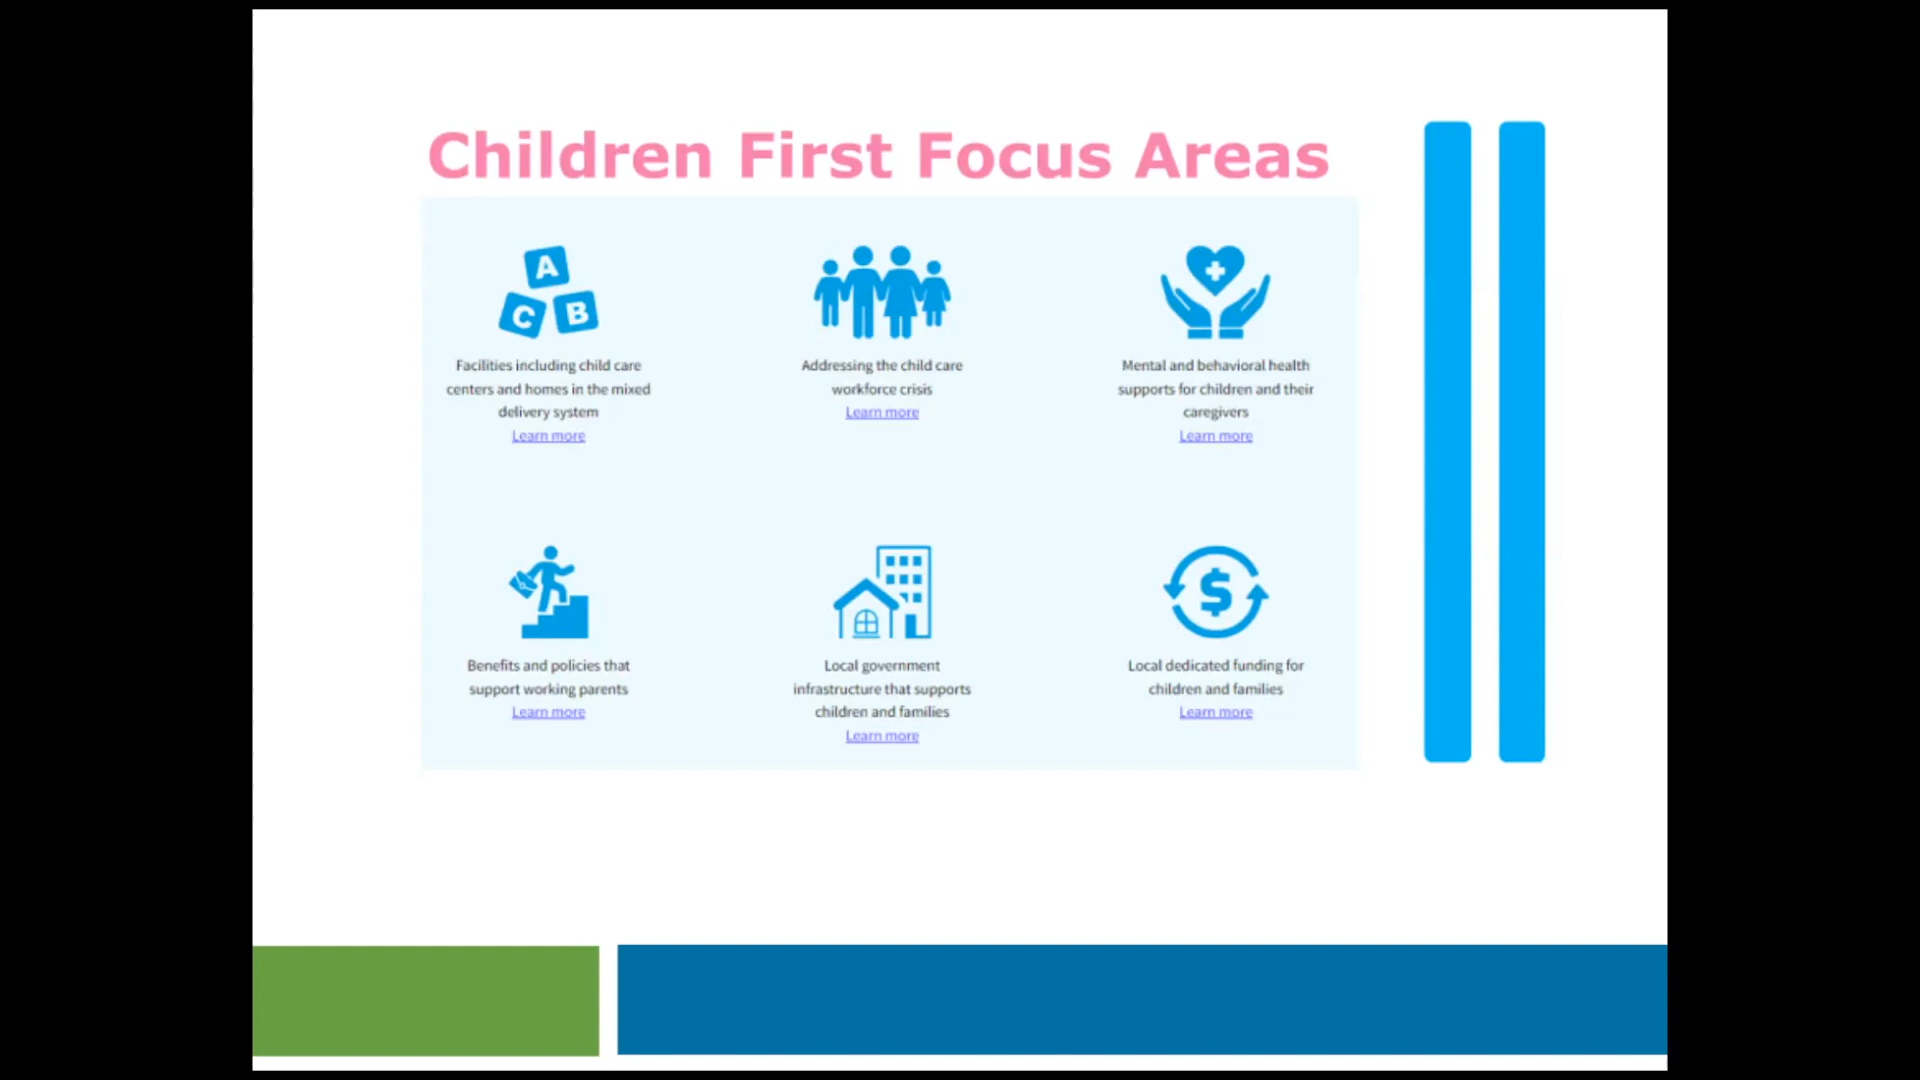 Children First Focus Areas
A
C B
Facilities including child care
centers and homes in the mixed
delivery system
Learn more
Addressing the child care
workforce crisis
Learn more
Mental and behavioral health
supports for children and their
caregivers
Learn more
Benefits and policies that
support working parents
Learn more
Local government
infrastructure that supports
children and families
Learn more
$
Local dedicated funding for
children and families
Learn more